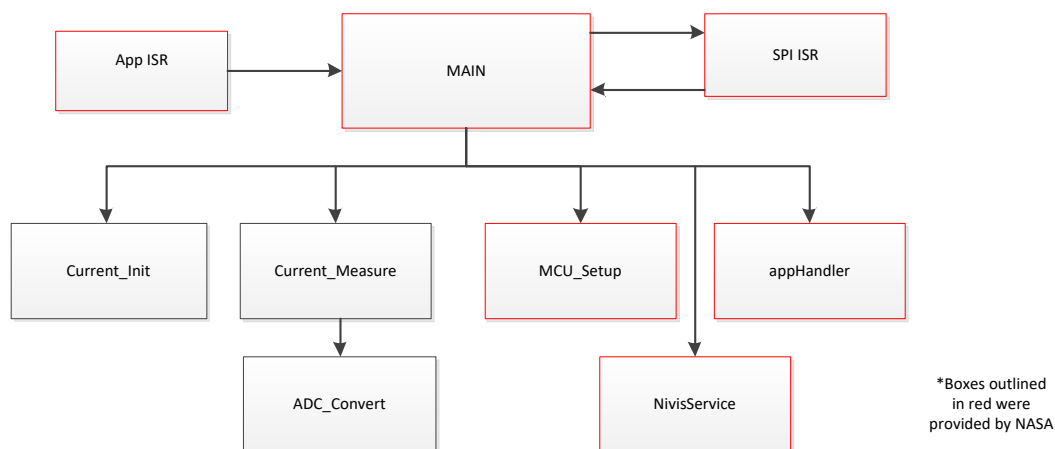 App ISR
MAIN
SPI ISR
Current_Init
Current_Measure
MCU_Setup
appHandler
ADC_Convert
NivisService
*Boxes outlined
in red were
provided by NASA